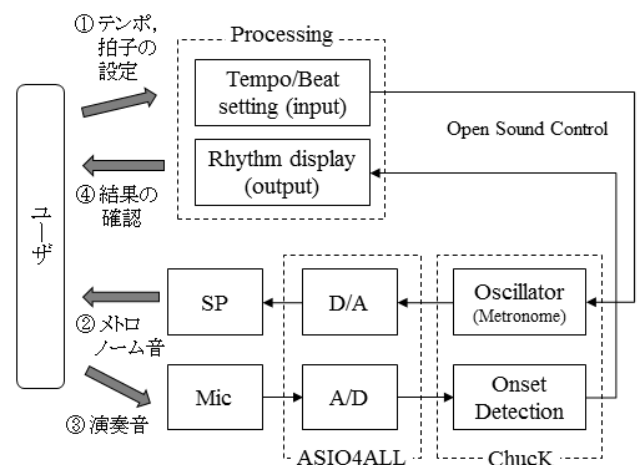 ① テンポ,
拍子の
設定
Processing
Tempo/Beat
setting (input)
Open Sound Control
Rhythm display
(output)
④ 結果の
確認
ユーザ
② メトロ
ノーム音
SP
D/A
Oscillator
(Metronome)
③ 演奏音
Mic
A/D
Onset
Detection
ASIO4ALL
ChucK